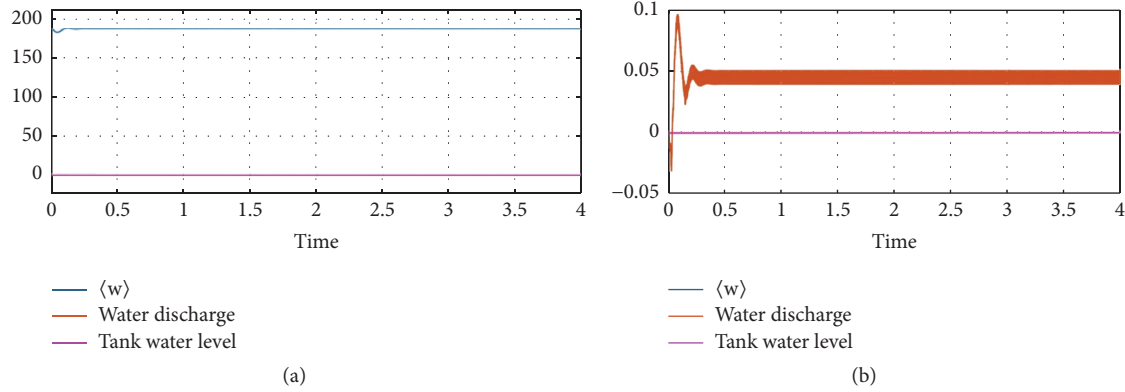 200
150
100
50
0
0 0.5 1 1.5 2 2.5 3 3.5 4
Time
⟨w⟩
Water discharge
Tank water level
(a)
0.1
0.05
0
−0.05
0 0.5 1 1.5 2 2.5 3 3.5 4
Time
⟨w⟩
Water discharge
Tank water level
(b)